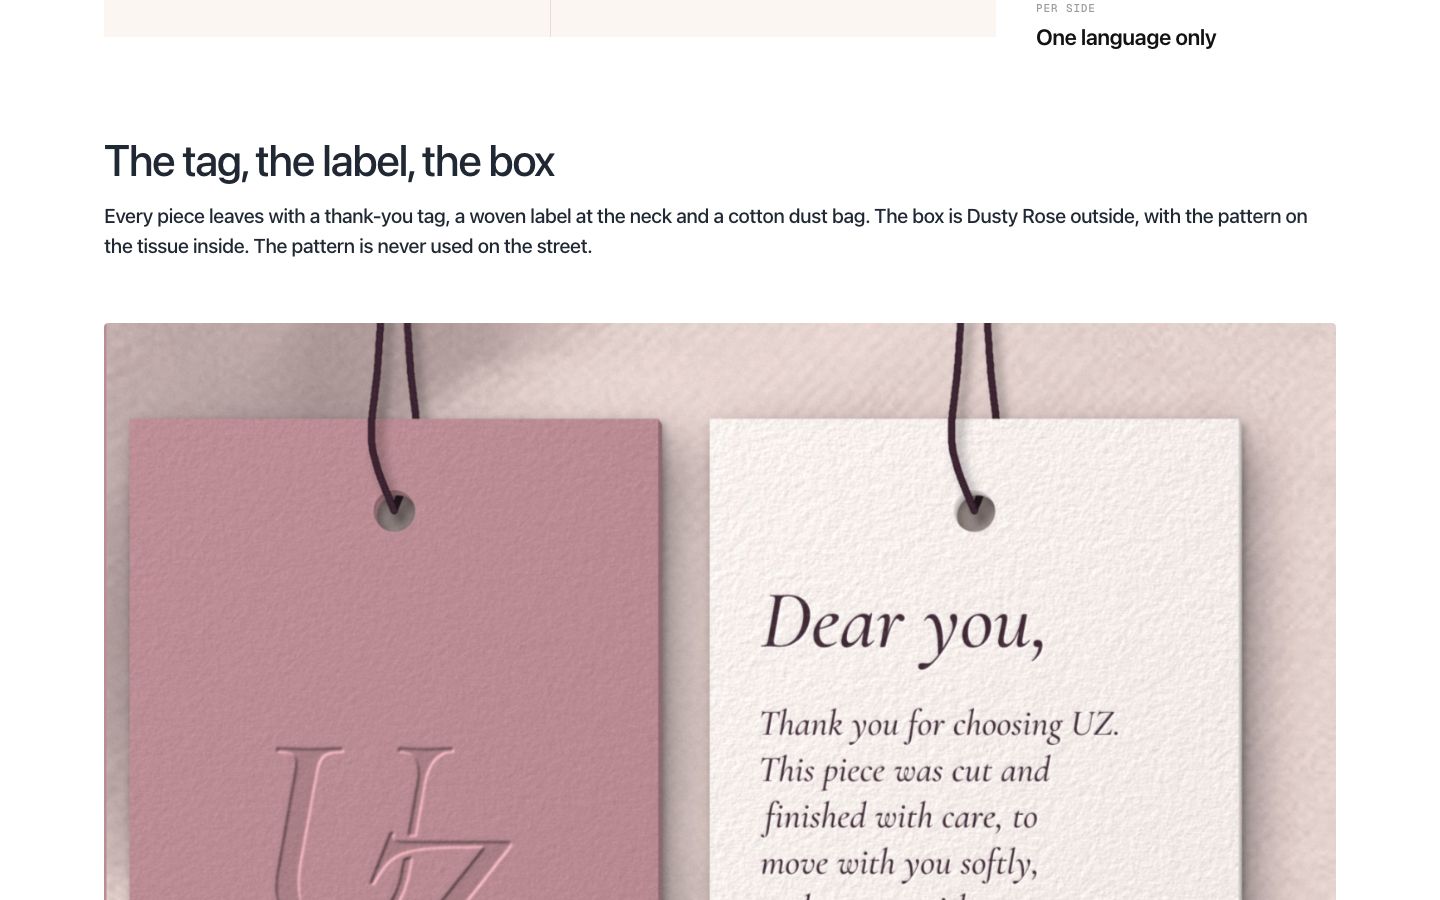 PER SIDE
One language only
The tag, the label, the box
Every piece leaves with a thank-you tag, a woven label at the neck and a cotton dust bag. The box is Dusty Rose outside, with the pattern on
the tissue inside. The pattern is never used on the street.
UZ
Dear you,
Thank you for choosing UZ.
This piece was cut and
finished with care, to
move with you softly,